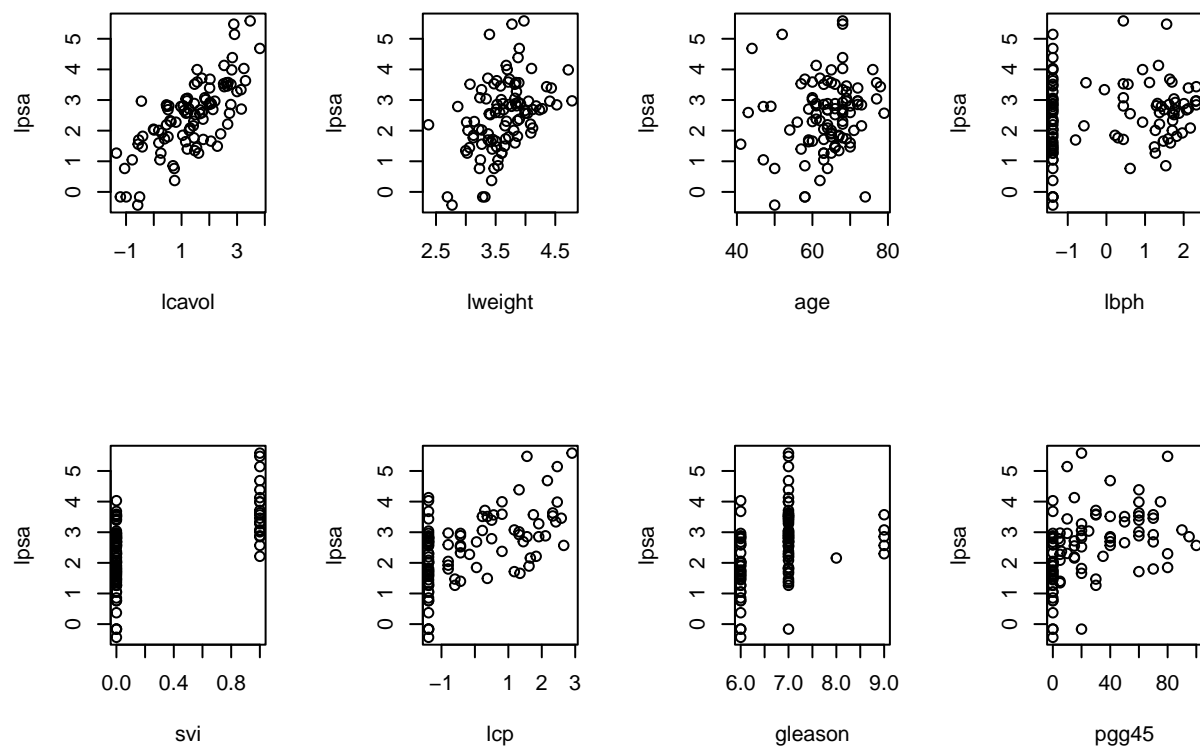 lpsa
0 1 2 3 4 5
−1 1 3
lcavol
lpsa
0 1 2 3 4 5
2.5 3.5 4.5
lweight
lpsa
0 1 2 3 4 5
40 60 80
age
lpsa
0 1 2 3 4 5
−1 0 1 2
lbph
lpsa
0 1 2 3 4 5
0.0 0.4 0.8
svi
lpsa
0 1 2 3 4 5
−1 1 2 3
lcp
lpsa
0 1 2 3 4 5
6.0 7.0 8.0 9.0
gleason
lpsa
0 1 2 3 4 5
0 40 80
pgg45